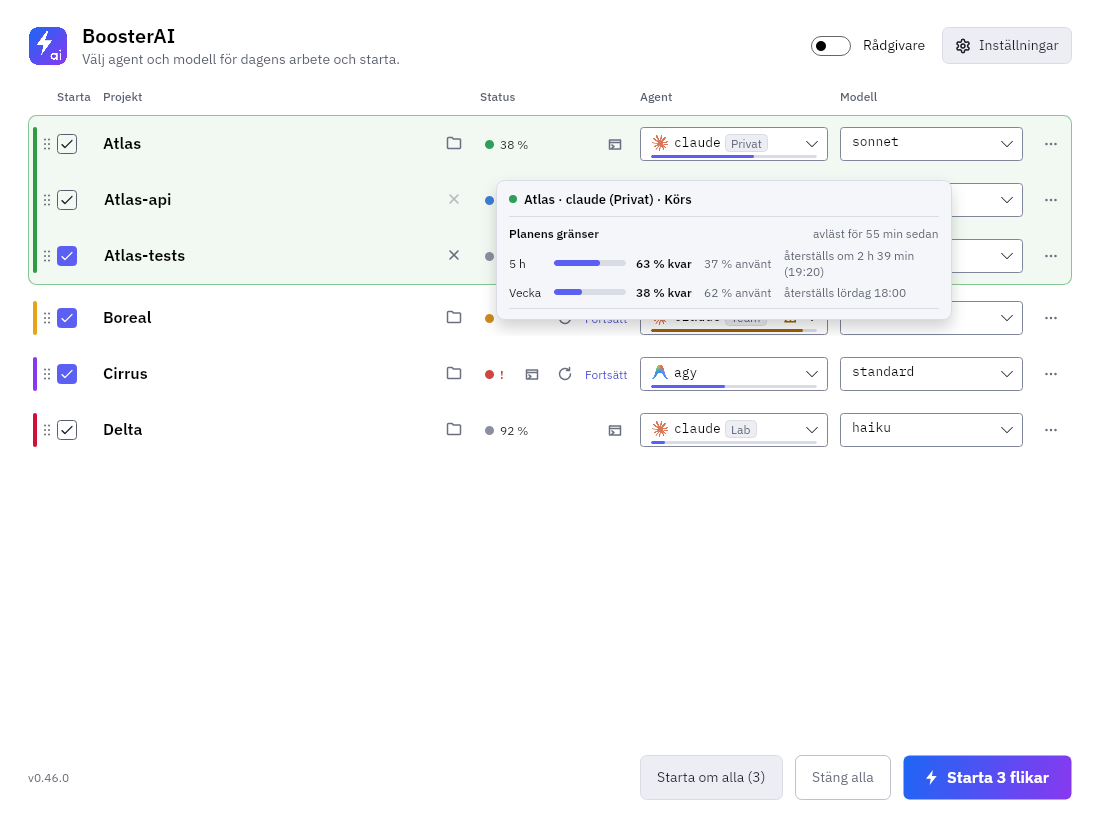 ai
BoosterAI
Välj agent och modell för dagens arbete och starta.
Rådgivare
Inställningar
Starta Projekt Status Agent Modell
Atlas 38 % claude Privat sonnet
Atlas-api
Atlas · claude (Privat) · Körs
Planens gränser avläst för 55 min sedan
Atlas-tests
5 h 63 % kvar 37 % använt återställs om 2 h 39 min
(19:20)
Vecka 38 % kvar 62 % använt återställs lördag 18:00
Boreal Fortsätt claude Team
Cirrus ! Fortsätt agy standard
Delta 92 % claude Lab haiku
v0.46.0
Starta om alla (3)
Stäng alla
Starta 3 flikar